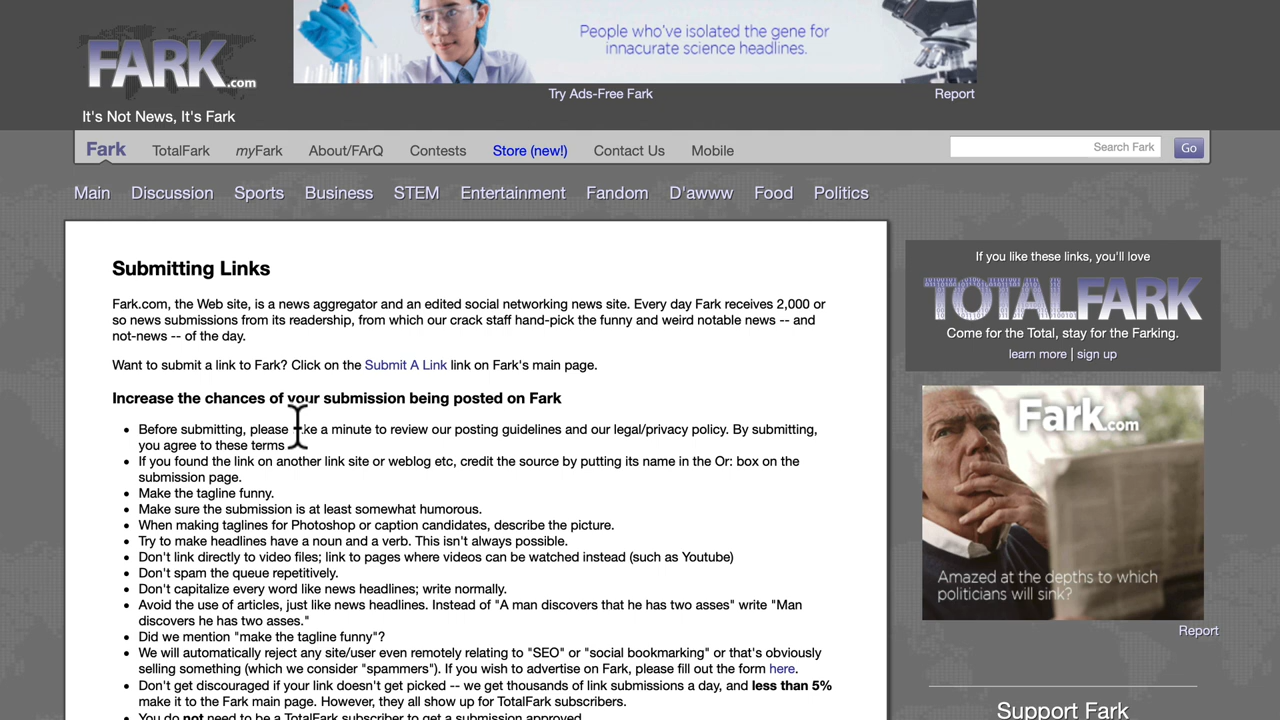 FARK.com
It's Not News, It's Fark
People who've isolated the gene for
innacurate science headlines.
Try Ads-Free Fark
Report
Fark TotalFark myFark About/FArQ Contests Store (new!) Contact Us Mobile
Search Fark
Go
Main Discussion Sports Business STEM Entertainment Fandom D'awww Food Politics
Submitting Links
Fark.com, the Web site, is a news aggregator and an edited social networking news site. Every day Fark receives 2,000 or
so news submissions from its readership, from which our crack staff hand-pick the funny and weird notable news -- and
not-news -- of the day.
Want to submit a link to Fark? Click on the Submit A Link link on Fark's main page.
Increase the chances of your submission being posted on Fark
• Before submitting, please take a minute to review our posting guidelines and our legal/privacy policy. By submitting,
you agree to these terms
• If you found the link on another link site or weblog etc, credit the source by putting its name in the Or: box on the
submission page.
• Make the tagline funny.
• Make sure the submission is at least somewhat humorous.
• When making taglines for Photoshop or caption candidates, describe the picture.
• Try to make headlines have a noun and a verb. This isn't always possible.
• Don't link directly to video files; link to pages where videos can be watched instead (such as Youtube)
• Don't spam the queue repetitively.
• Don't capitalize every word like news headlines; write normally.
• Avoid the use of articles, just like news headlines. Instead of "A man discovers that he has two asses" write "Man
discovers he has two asses."
• Did we mention "make the tagline funny"?
• We will automatically reject any site/user even remotely relating to "SEO" or "social bookmarking" or that's obviously
selling something (which we consider "spammers"). If you wish to advertise on Fark, please fill out the form here.
• Don't get discouraged if your link doesn't get picked -- we get thousands of link submissions a day, and less than 5%
make it to the Fark main page. However, they all show up for TotalFark subscribers.
• You do not need to be a TotalFark subscriber to get a submission approved
If you like these links, you'll love
TOTALFARK
Come for the Total, stay for the Farking.
learn more | sign up
Fark.com
Amazed at the depths to which
politicians will sink?
Report
Support Fark